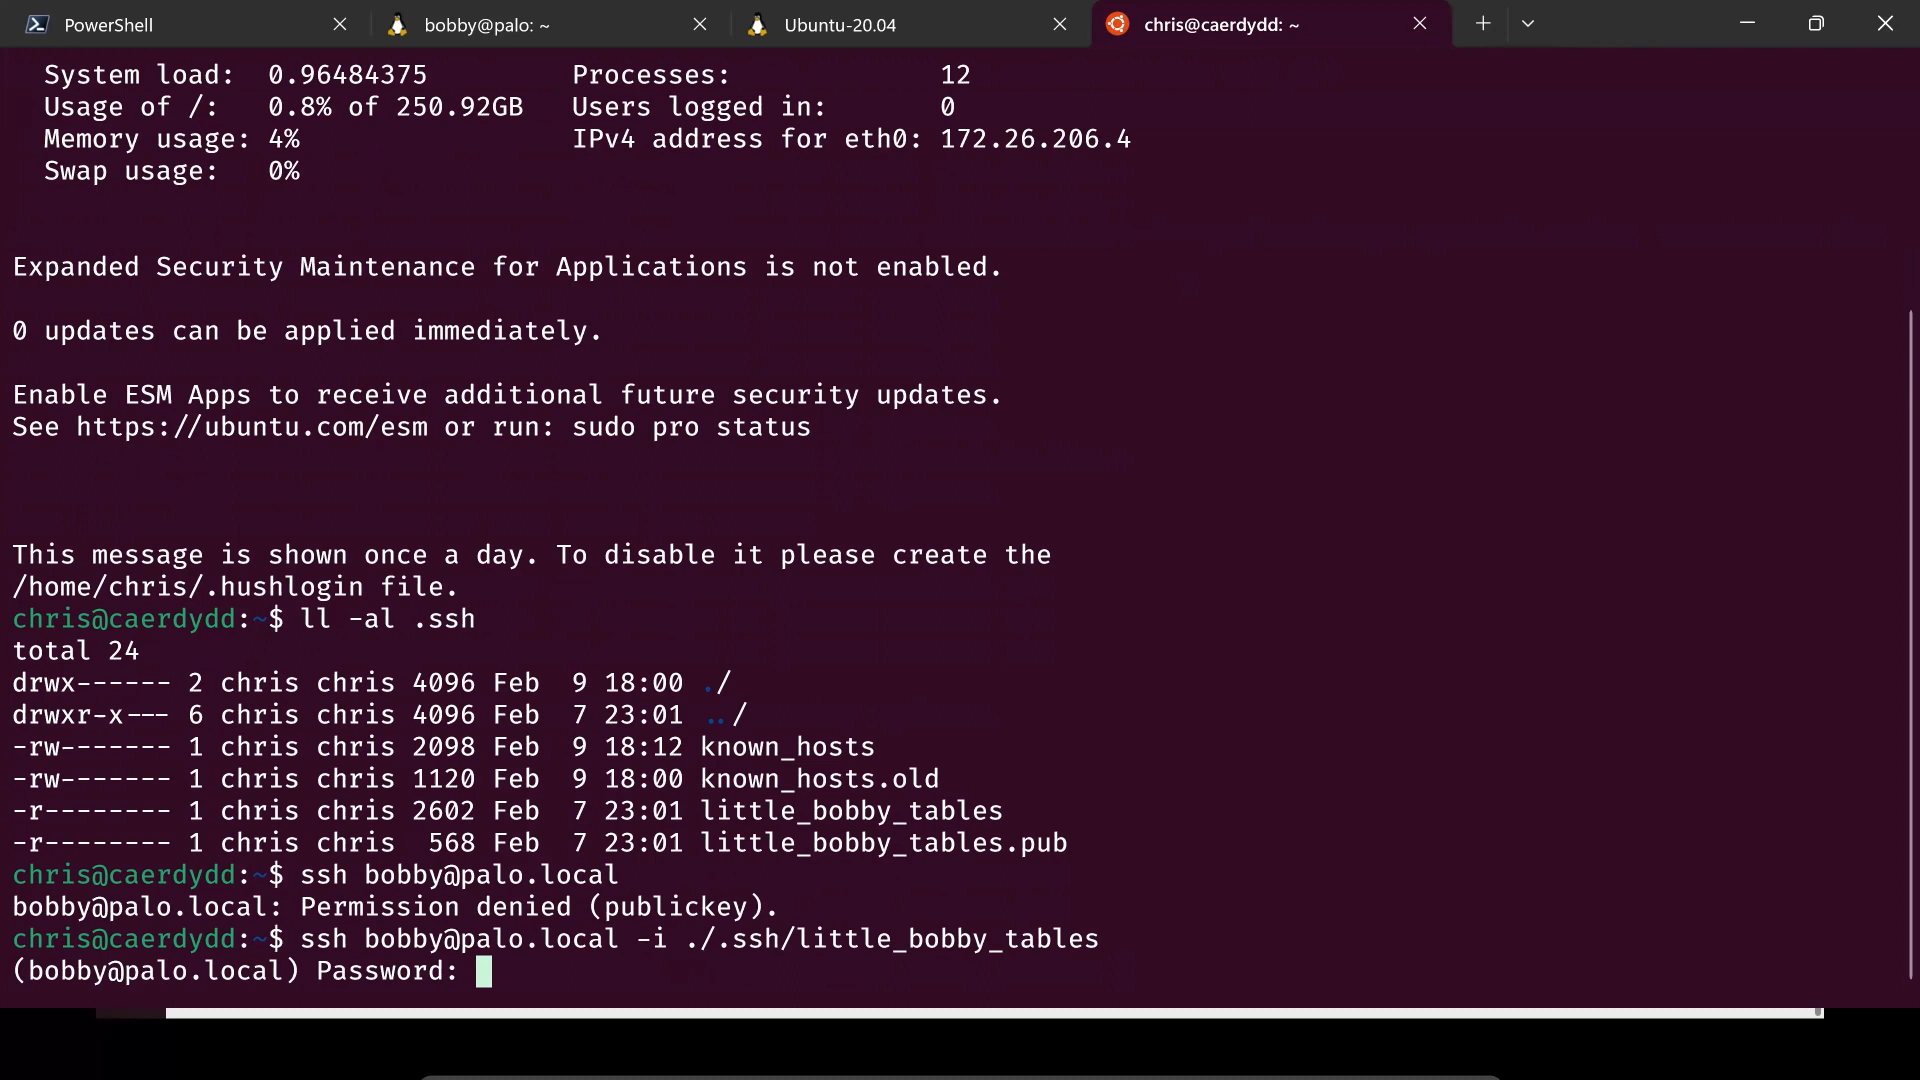 PowerShell
bobby@palo: ~
Ubuntu-20.04
chris@caerdydd: ~
System load: 0.96484375 Processes: 12
Usage of /: 0.8% of 250.92GB Users logged in: 0
Memory usage: 4% IPv4 address for eth0: 172.26.206.4
Swap usage: 0%
Expanded Security Maintenance for Applications is not enabled.
0 updates can be applied immediately.
Enable ESM Apps to receive additional future security updates.
See https://ubuntu.com/esm or run: sudo pro status
This message is shown once a day. To disable it please create the
/home/chris/.hushlogin file.
chris@caerdydd:~$ ll -al .ssh
total 24
drwx------ 2 chris chris 4096 Feb  9 18:00 ./
drwxr-x--- 6 chris chris 4096 Feb  7 23:01 ../
-rw------- 1 chris chris 2098 Feb  9 18:12 known_hosts
-rw------- 1 chris chris 1120 Feb  9 18:00 known_hosts.old
-r-------- 1 chris chris 2602 Feb  7 23:01 little_bobby_tables
-r-------- 1 chris chris  568 Feb  7 23:01 little_bobby_tables.pub
chris@caerdydd:~$ ssh bobby@palo.local
bobby@palo.local: Permission denied (publickey).
chris@caerdydd:~$ ssh bobby@palo.local -i ./.ssh/little_bobby_tables
(bobby@palo.local) Password: